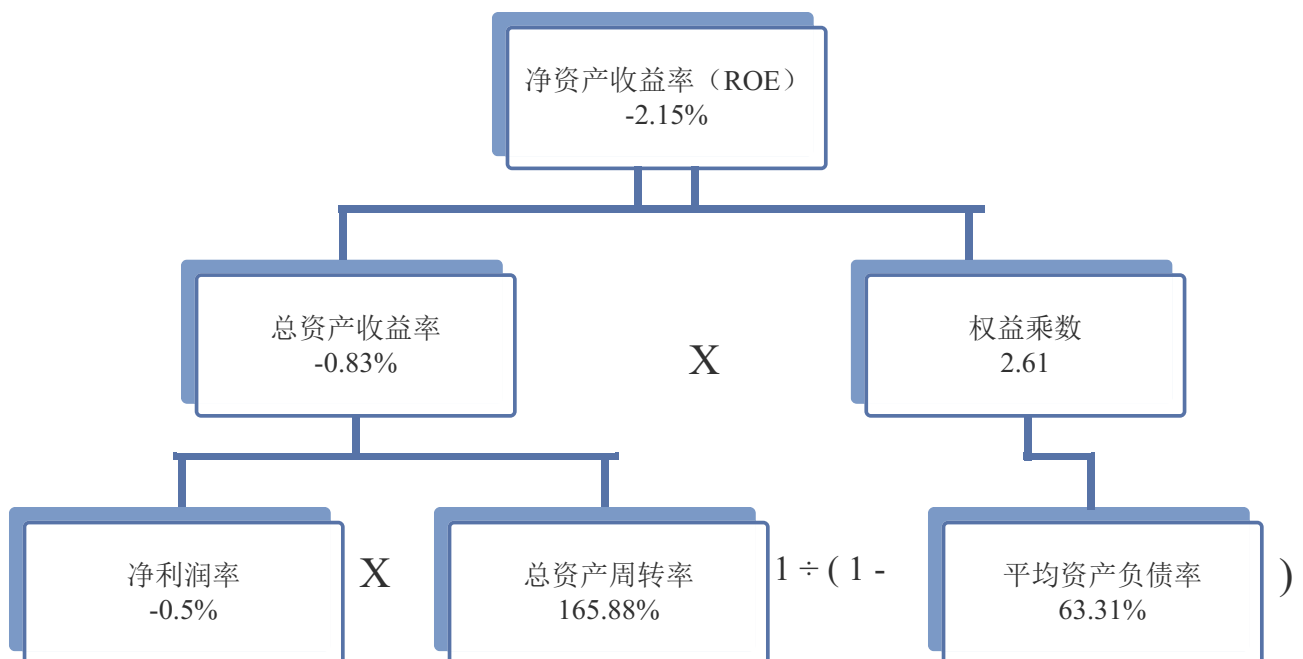 净资产收益率（ROE）
-2.15%
总资产收益率
-0.83%
X
权益乘数
2.61
净利润率
-0.5%
X
总资产周转率
165.88%
1 ÷ ( 1 -
平均资产负债率
63.31%
)